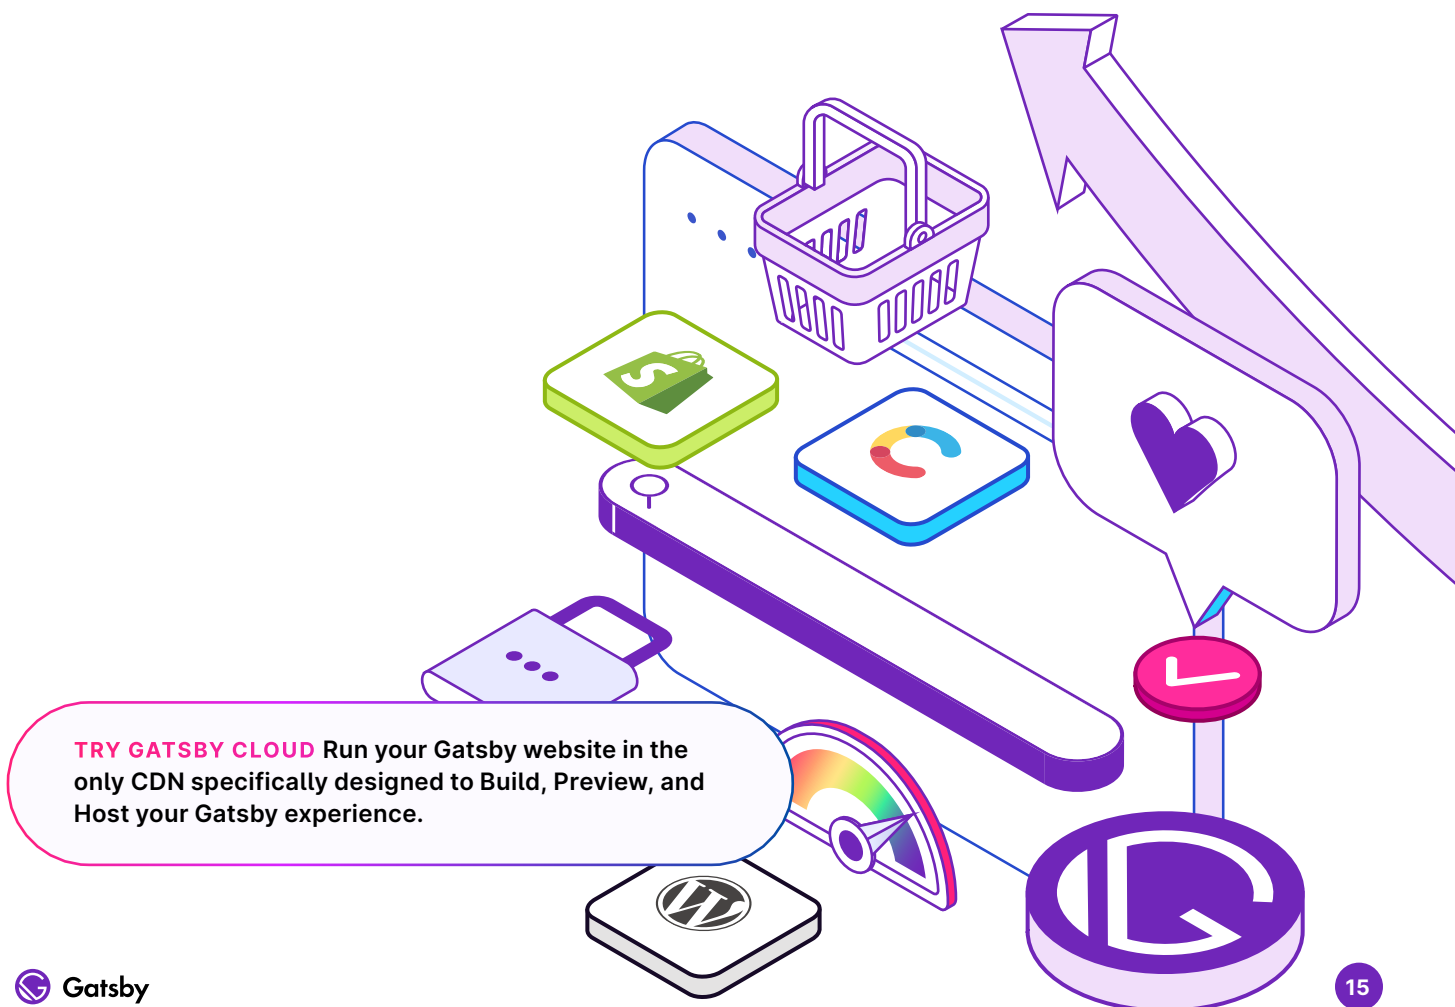 TRY GATSBY CLOUD Run your Gatsby website in the
only CDN specifically designed to Build, Preview, and
Host your Gatsby experience.
Gatsby
15